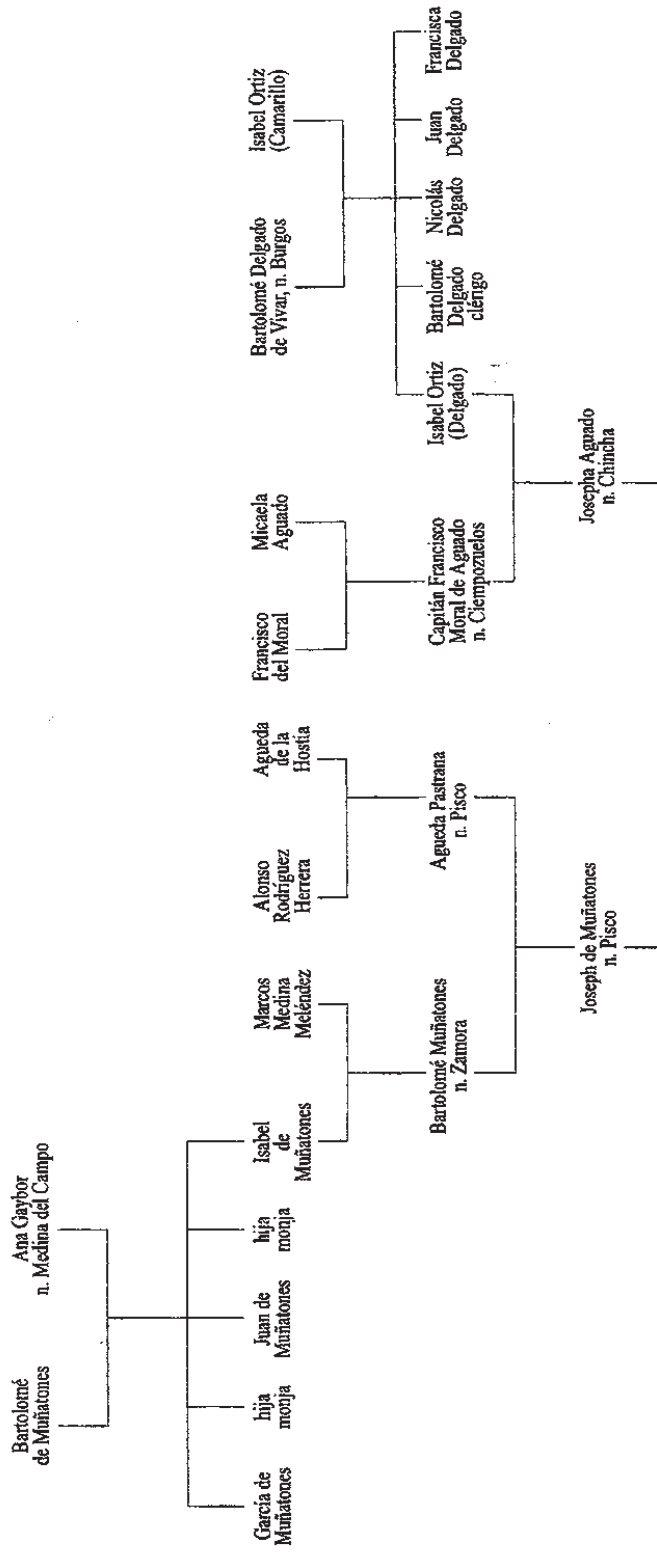 Bartolomé
de Muñatones
Ana Gaybor
n. Medina del Campo
García de
Muñatones
hija
monja
Juan de
Muñatones
hija
monja
Isabel
de
Muñatones
Marcos
Medina
Meléndez
Alonso
Rodríguez
Herrera
Agueda
de la
Hostia
Francisco
del Moral
Micaela
Aguado
Bartolomé Delgado
de Vivar, n. Burgos
Isabel Ortiz
(Camarillo)
Bartolomé Muñatones
n. Zamora
Agueda Pastrana
n. Pisco
Capitán Francisco
Moral de Aguado
n. Ciempozuelos
Isabel Ortiz
(Delgado)
Bartolomé
Delgado
clérigo
Nicolás
Delgado
Juan
Delgado
Francisca
Delgado
Joseph de Muñatones
n. Pisco
Josepha Aguado
n. Chincha